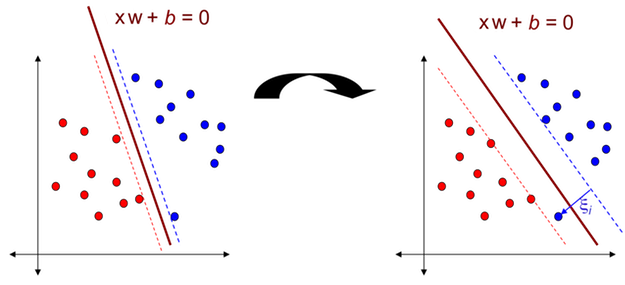 xw + b = 0
xw + b = 0
ξi